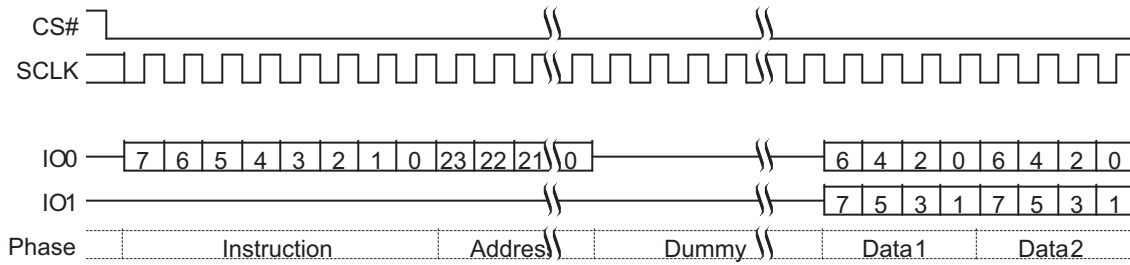 CS#
SCLK
IO0 7 6 5 4 3 2 1 0 23 22 21 0 6 4 2 0 6 4 2 0
IO1 7 5 3 1 7 5 3 1
Phase Instruction Address Dummy Data1 Data2